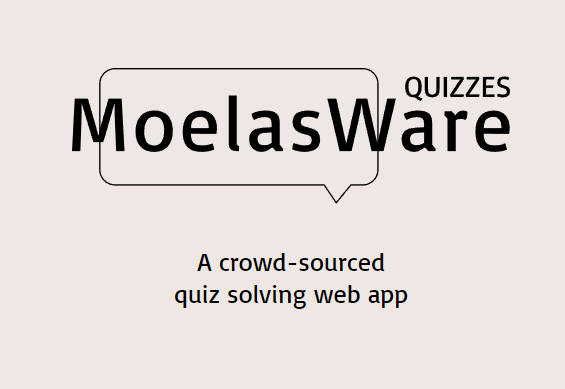 QUIZZES
MoelasWare
A crowd-sourced
quiz solving web app